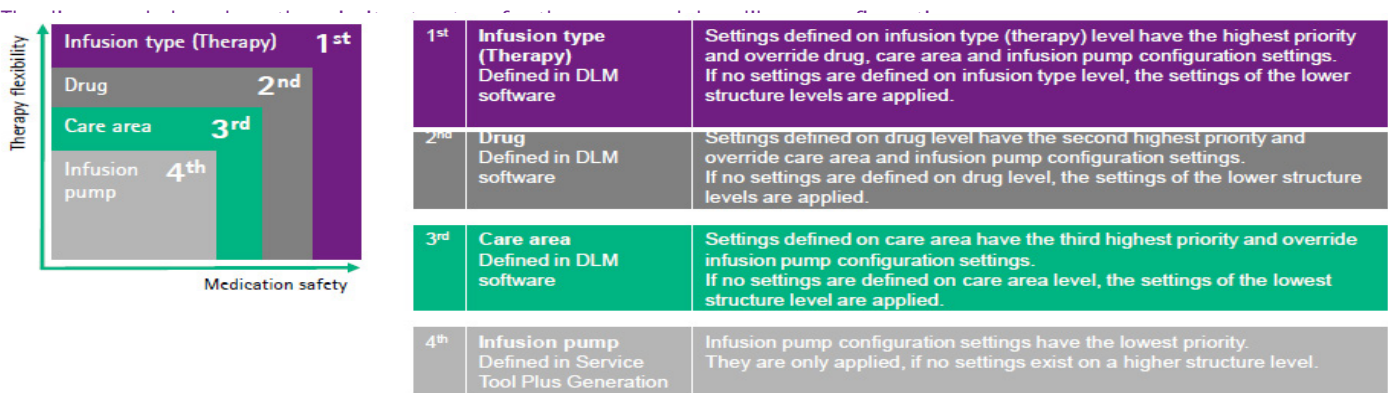 Therapy flexibility
Infusion type (Therapy) 1st
Drug 2nd
Care area 3rd
Infusion 4th
pump
Medication safety
1st Infusion type Settings defined on infusion type (therapy) level have the highest priority
(Therapy) and override drug, care area and infusion pump configuration settings.
Defined in DLM If no settings are defined on infusion type level, the settings of the lower
software structure levels are applied.
2nd Drug Settings defined on drug level have the second highest priority and
Defined in DLM override care area and infusion pump configuration settings.
software If no settings are defined on drug level, the settings of the lower structure
levels are applied.
3rd Care area Settings defined on care area have the third highest priority and override
Defined in DLM infusion pump configuration settings.
software If no settings are defined on care area level, the settings of the lowest
structure level are applied.
4th Infusion pump Infusion pump configuration settings have the lowest priority.
Defined in Service They are only applied, if no settings exist on a higher structure level.
Tool Plus Generation